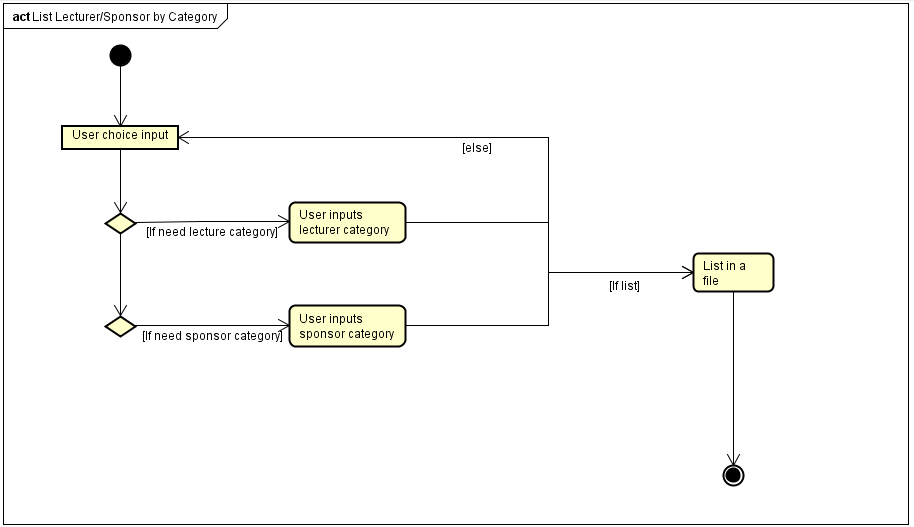 act List Lecturer/Sponsor by Category
User choice input
[else]
User inputs
lecturer category
[If need lecture category]
List in a
file
[If list]
User inputs
sponsor category
[If need sponsor category]